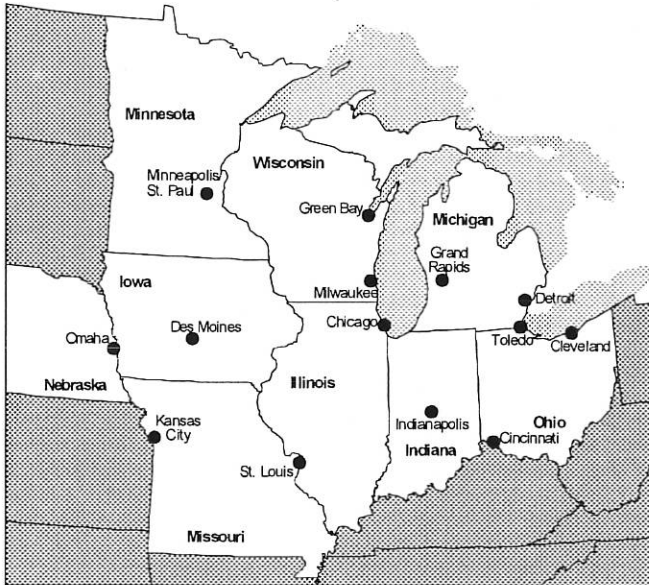 Minnesota
Minneapolis
St. Paul
Wisconsin
Green Bay
Michigan
Grand
Rapids
Iowa
Milwaukee
Detroit
Chicago
Toledo
Cleveland
Omaha
Des Moines
Nebraska
Illinois
Kansas
City
Indianapolis
Ohio
Cincinnati
Indiana
St. Louis
Missouri